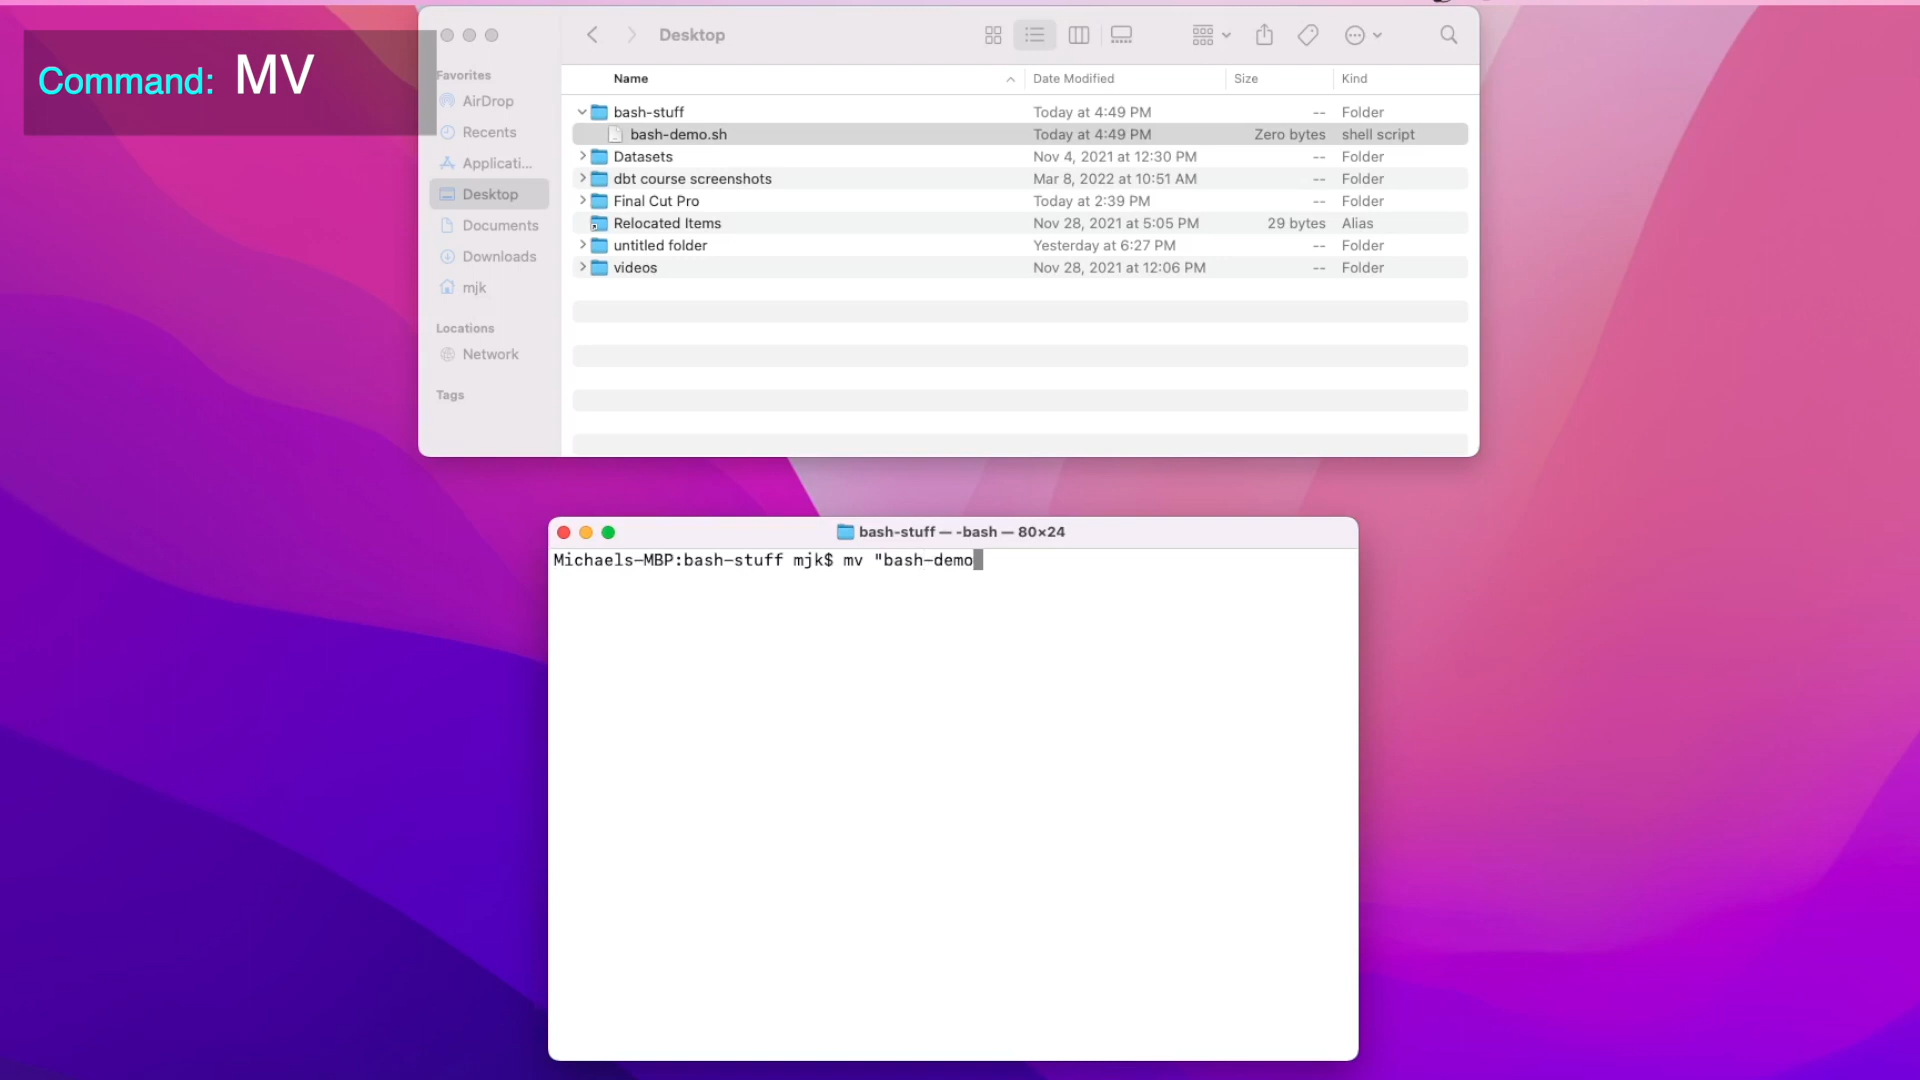 Command: MV
Desktop
Favorites
AirDrop
Recents
Applicati...
Desktop
Documents
Downloads
mjk
Locations
Network
Tags
Name Date Modified Size Kind
bash-stuff Today at 4:49 PM -- Folder
bash-demo.sh Today at 4:49 PM Zero bytes shell script
Datasets Nov 4, 2021 at 12:30 PM -- Folder
dbt course screenshots Mar 8, 2022 at 10:51 AM -- Folder
Final Cut Pro Today at 2:39 PM -- Folder
Relocated Items Nov 28, 2021 at 5:05 PM 29 bytes Alias
untitled folder Yesterday at 6:27 PM -- Folder
videos Nov 28, 2021 at 12:06 PM -- Folder
bash-stuff — -bash — 80×24
Michaels-MBP:bash-stuff mjk$ mv "bash-demo